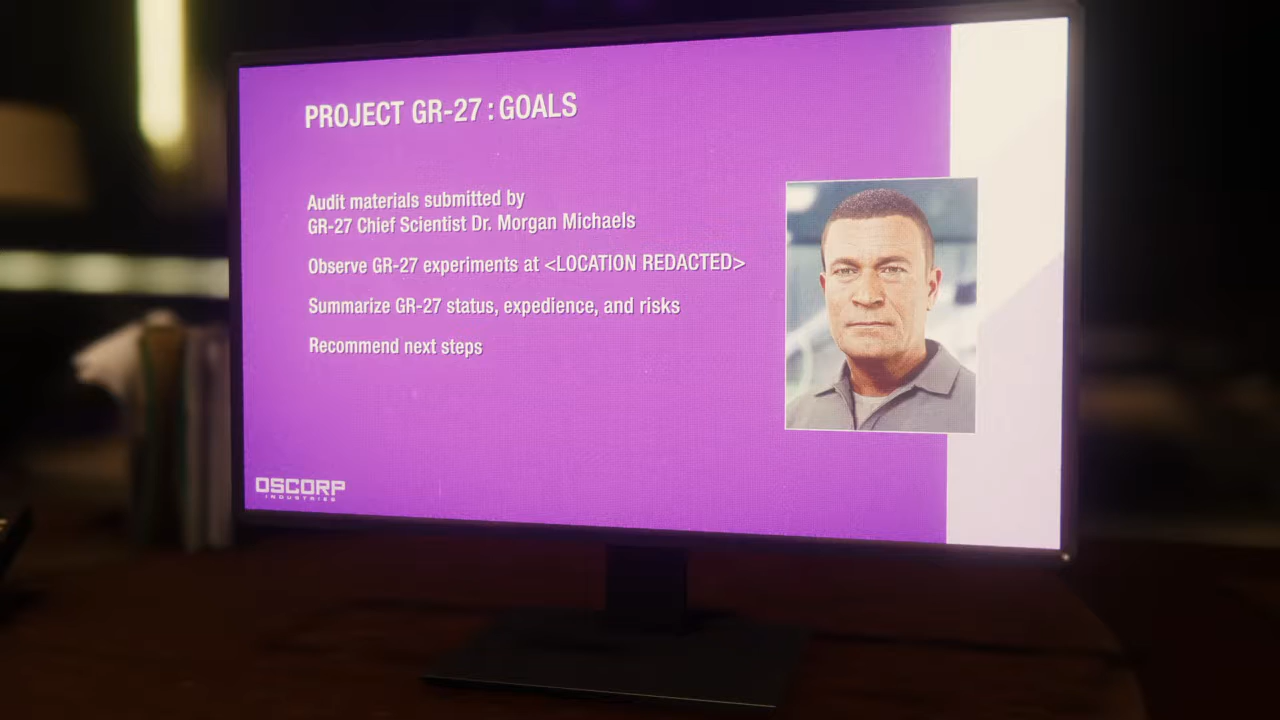 PROJECT GR-27 : GOALS
Audit materials submitted by
GR-27 Chief Scientist Dr. Morgan Michaels
Observe GR-27 experiments at <LOCATION REDACTED>
Summarize GR-27 status, expedience, and risks
Recommend next steps
OSCORP
INDUSTRIES